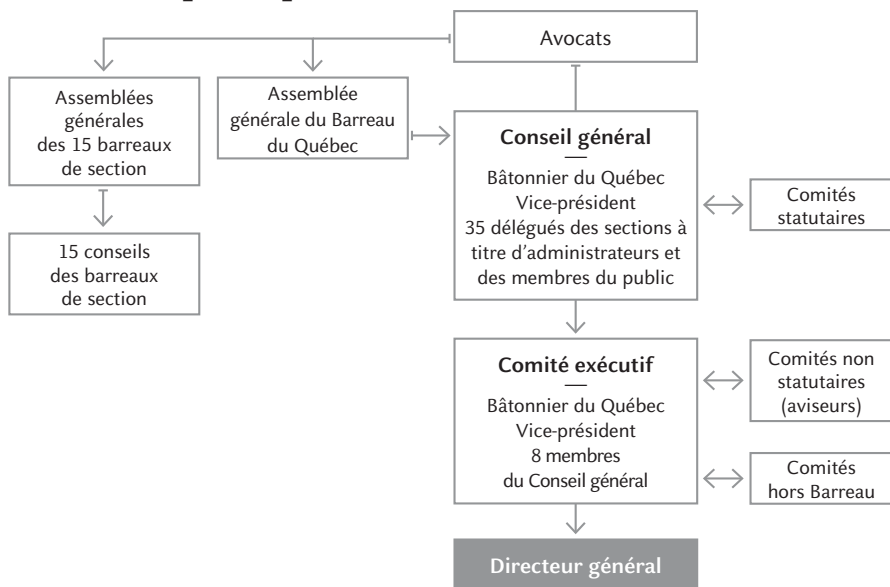 Avocats
Assemblées
générales
des 15 barreaux
de section
Assemblée
générale du Barreau
du Québec
Conseil général
Bâtonnier du Québec
Vice-président
35 délégués des sections à
titre d’administrateurs et
des membres du public
Comités
statutaires
15 conseils
des barreaux
de section
Comité exécutif
Bâtonnier du Québec
Vice-président
8 membres
du Conseil général
Comités non
statutaires
(aviseurs)
Comités
hors Barreau
Directeur général